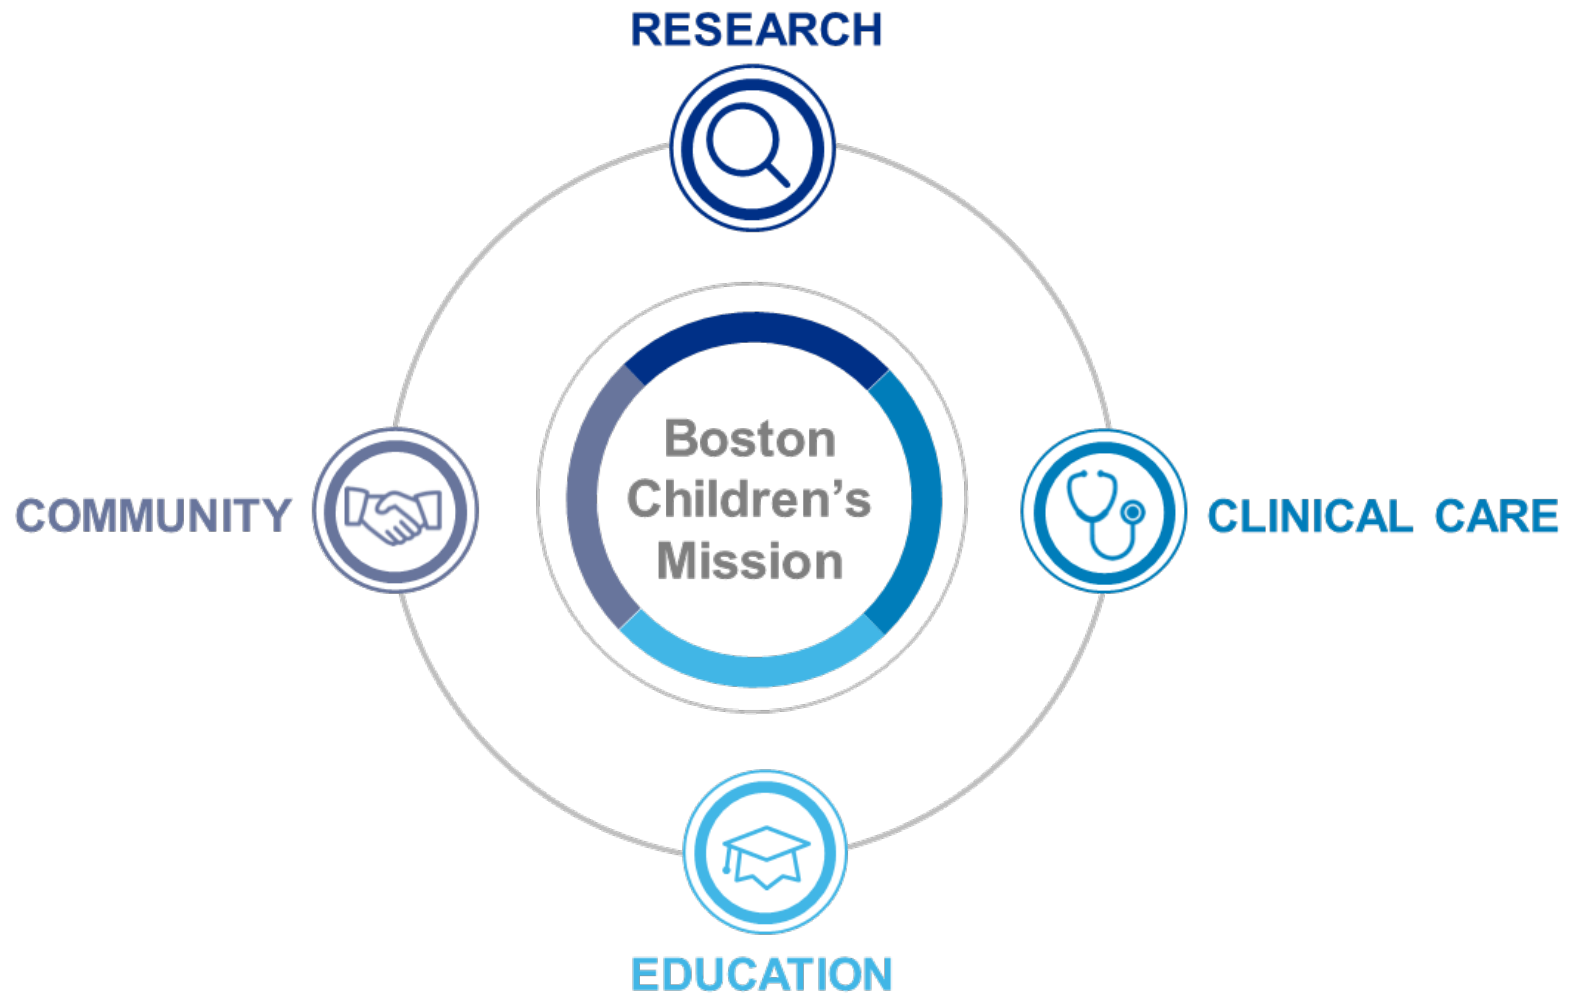 RESEARCH
Boston
Children’s
Mission
COMMUNITY
CLINICAL CARE
EDUCATION